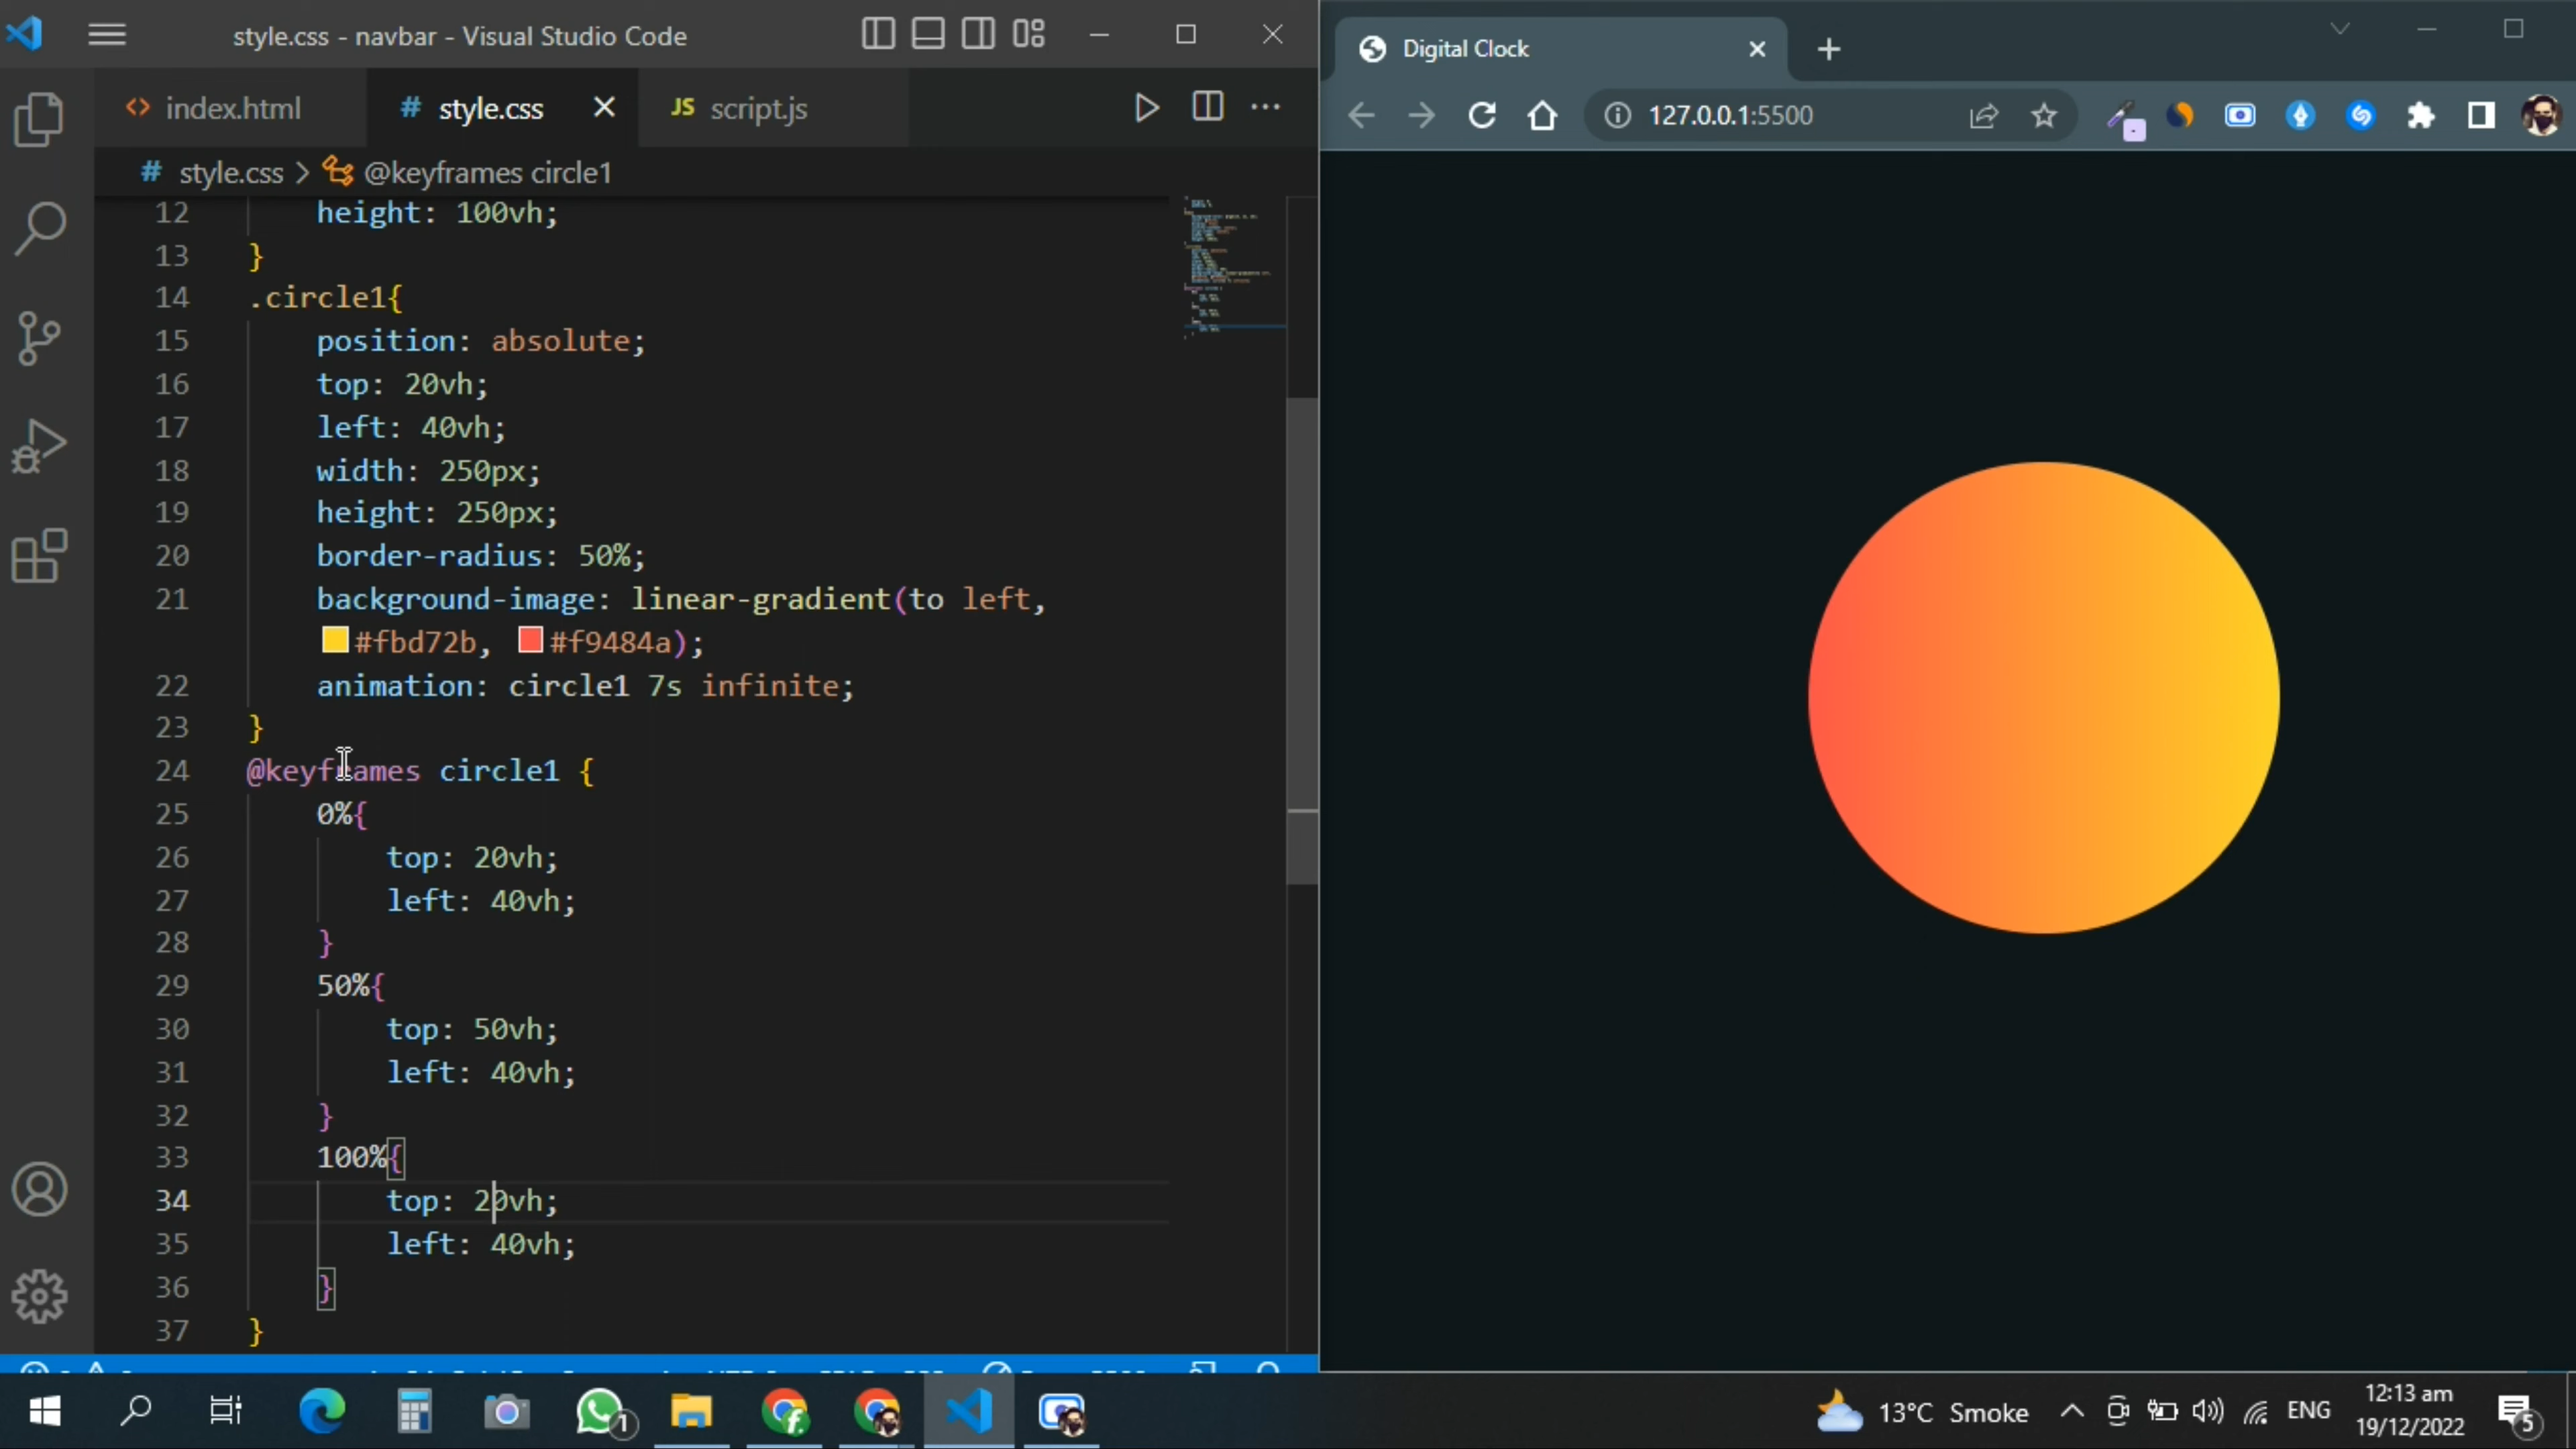 style.css - navbar - Visual Studio Code
index.html
# style.css
JS script.js
# style.css > @keyframes circle1
12 height: 100vh;
13 }
14 .circle1{
15 position: absolute;
16 top: 20vh;
17 left: 40vh;
18 width: 250px;
19 height: 250px;
20 border-radius: 50%;
21 background-image: linear-gradient(to left,
#fbd72b, #f9484a);
22 animation: circle1 7s infinite;
23 }
24 @keyframes circle1 {
25 0%{
26 top: 20vh;
27 left: 40vh;
28 }
29 50%{
30 top: 50vh;
31 left: 40vh;
32 }
33 100%{
34 top: 20vh;
35 left: 40vh;
36 }
37 }
Digital Clock
127.0.0.1:5500
1
13°C Smoke
ENG
12:13 am
19/12/2022
5